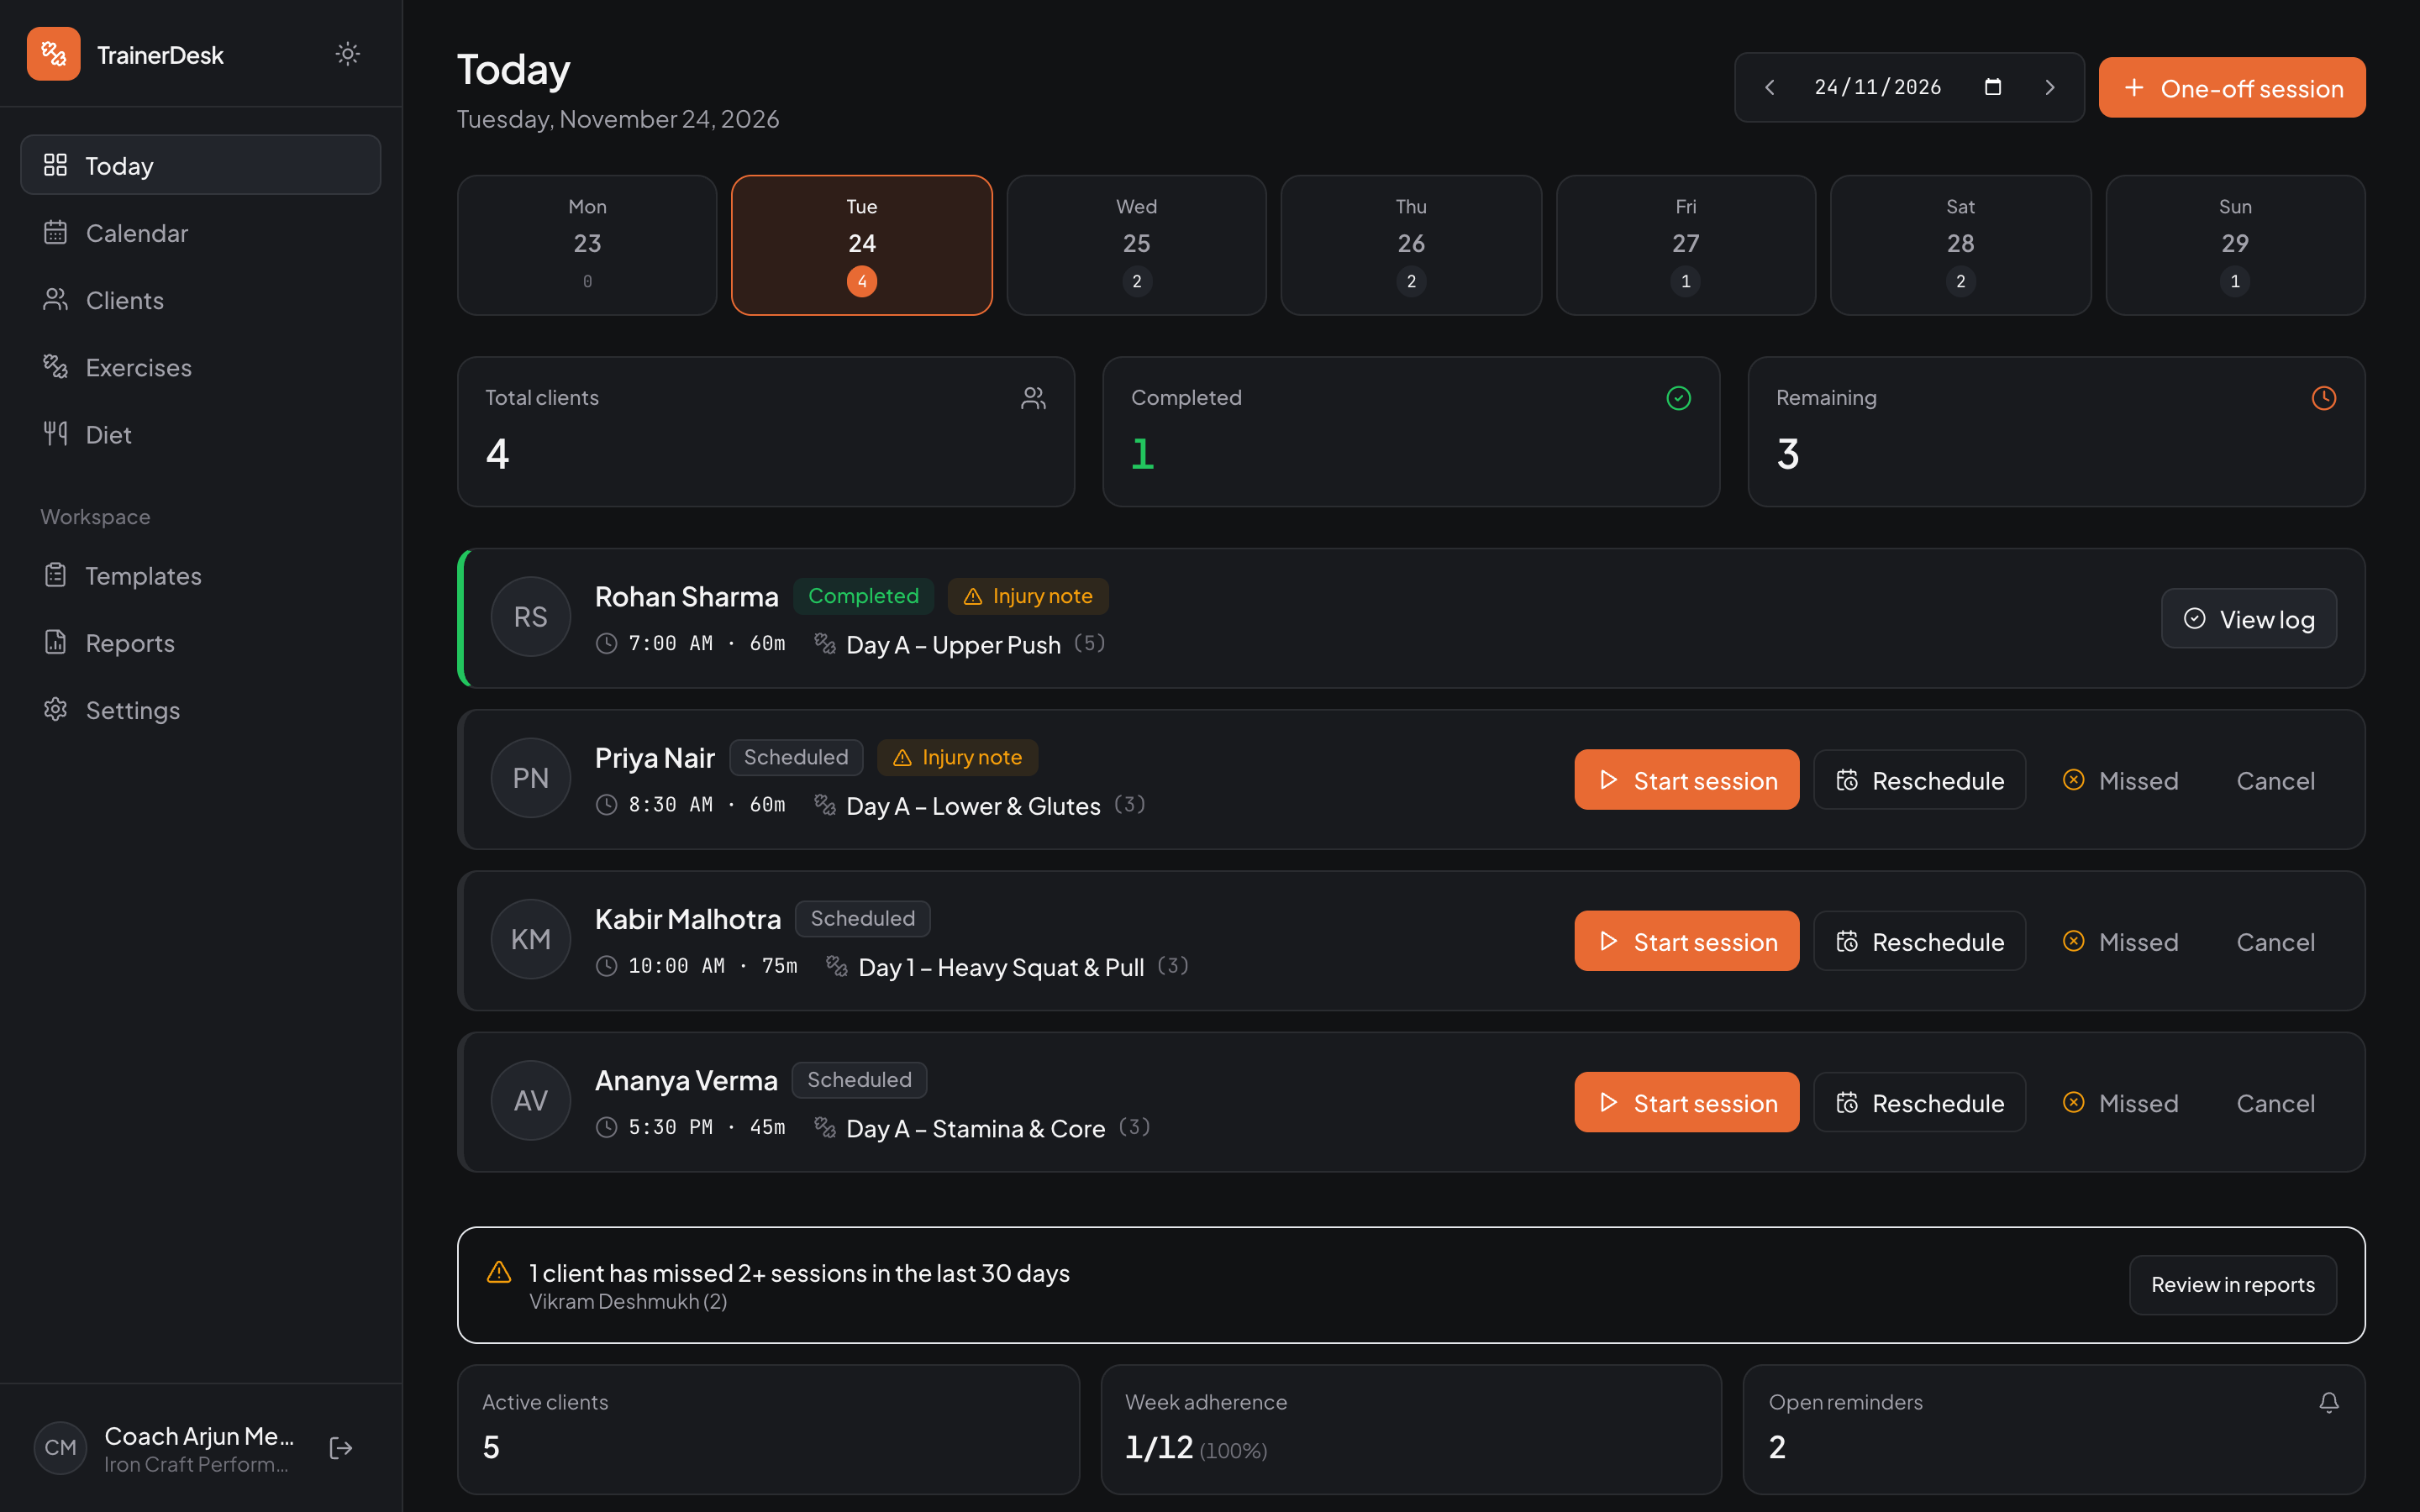 TrainerDesk
Today
Calendar
Clients
Exercises
Diet
Workspace
Templates
Reports
Settings
CM
Coach Arjun Me...
Iron Craft Perform...
Today
Tuesday, November 24, 2026
24/11/2026
One-off session
Mon
23
0
Tue
24
4
Wed
25
2
Thu
26
2
Fri
27
1
Sat
28
2
Sun
29
1
Total clients
4
Completed
1
Remaining
3
RS
Rohan Sharma Completed Injury note
7:00 AM · 60m Day A – Upper Push (5)
View log
PN
Priya Nair Scheduled Injury note
8:30 AM · 60m Day A – Lower & Glutes (3)
Start session Reschedule Missed Cancel
KM
Kabir Malhotra Scheduled
10:00 AM · 75m Day 1 – Heavy Squat & Pull (3)
Start session Reschedule Missed Cancel
AV
Ananya Verma Scheduled
5:30 PM · 45m Day A – Stamina & Core (3)
Start session Reschedule Missed Cancel
1 client has missed 2+ sessions in the last 30 days
Vikram Deshmukh (2)
Review in reports
Active clients
5
Week adherence
1/12 (100%)
Open reminders
2